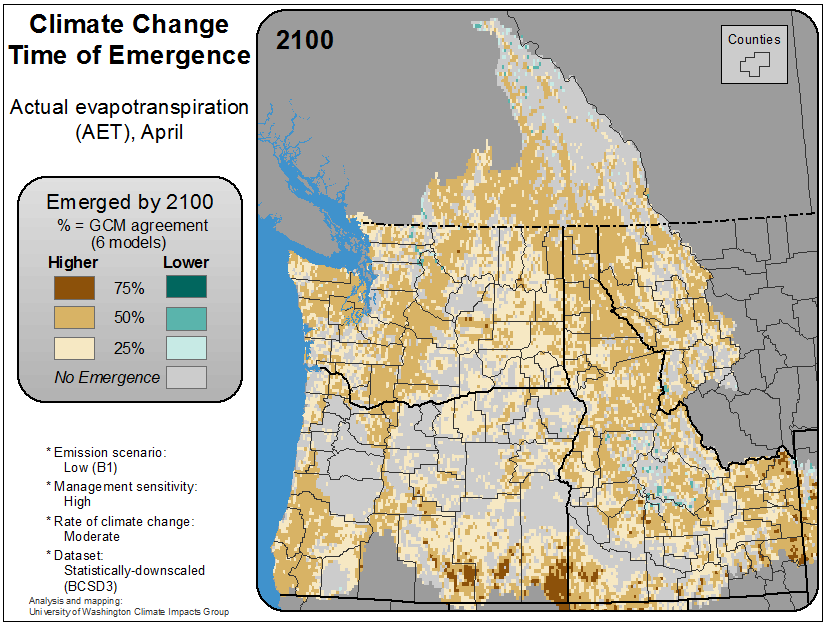 Climate Change
Time of Emergence
Actual evapotranspiration
(AET), April
2100
Counties
Emerged by 2100
% = GCM agreement
(6 models)
Higher Lower
75%
50%
25%
No Emergence
* Emission scenario:
Low (B1)
* Management sensitivity:
High
* Rate of climate change:
Moderate
* Dataset:
Statistically-downscaled
(BCSD3)
Analysis and mapping:
University of Washington Climate Impacts Group